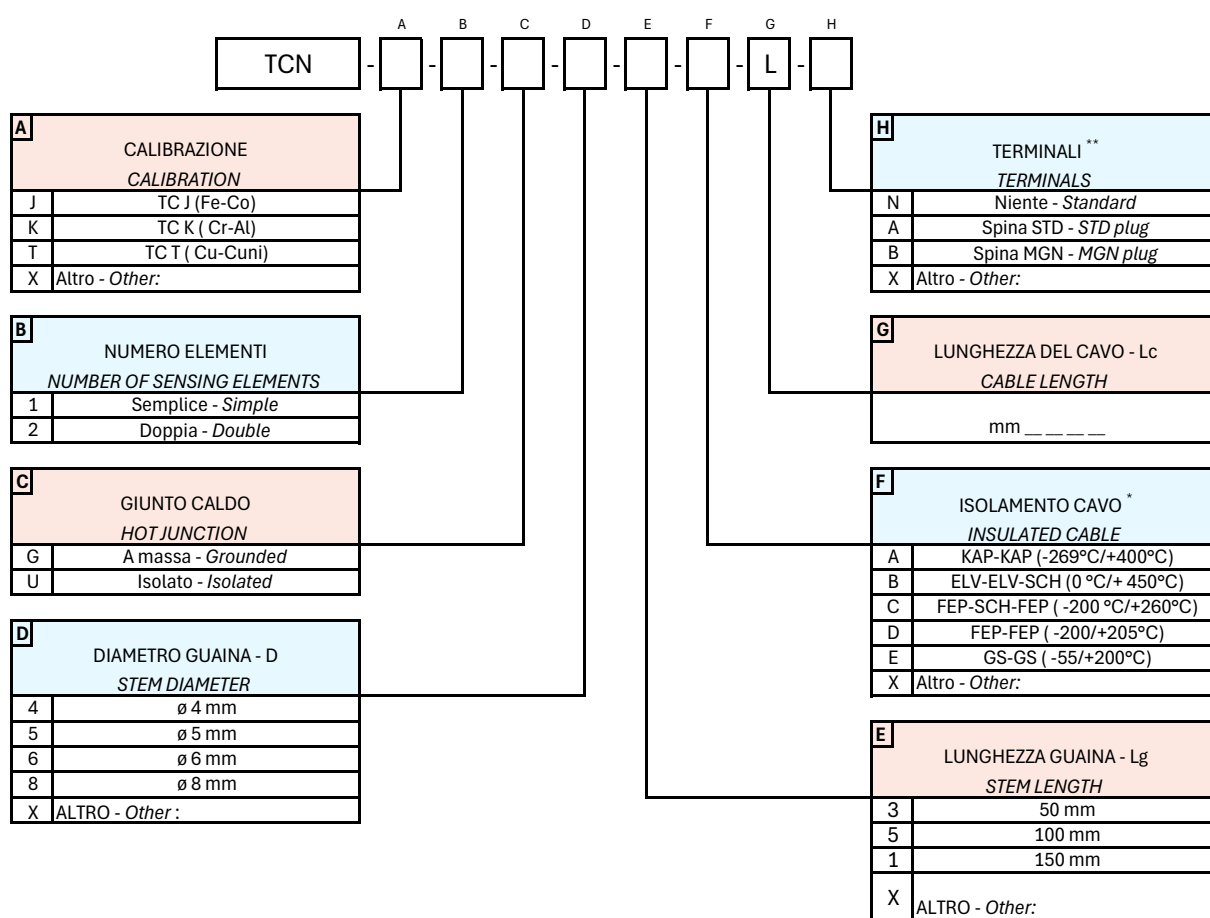 A B C D E F G H
TCN - - - - - - - L -
A
CALIBRAZIONE
CALIBRATION
J TC J (Fe-Co)
K TC K ( Cr-Al)
T TC T ( Cu-Cuni)
X Altro - Other:
B
NUMERO ELEMENTI
NUMBER OF SENSING ELEMENTS
1 Semplice - Simple
2 Doppia - Double
C
GIUNTO CALDO
HOT JUNCTION
G A massa - Grounded
U Isolato - Isolated
D
DIAMETRO GUAINA - D
STEM DIAMETER
4 ø 4 mm
5 ø 5 mm
6 ø 6 mm
8 ø 8 mm
X ALTRO - Other :
H
TERMINALI **
TERMINALS
N Niente - Standard
A Spina STD - STD plug
B Spina MGN - MGN plug
X Altro - Other:
G
LUNGHEZZA DEL CAVO - Lc
CABLE LENGTH
mm __ __ __ __
F
ISOLAMENTO CAVO *
INSULATED CABLE
A KAP-KAP (-269°C/+400°C)
B ELV-ELV-SCH (0 °C/+ 450°C)
C FEP-SCH-FEP ( -200 °C/+260°C)
D FEP-FEP ( -200/+205°C)
E GS-GS ( -55/+200°C)
X Altro - Other:
E
LUNGHEZZA GUAINA - Lg
STEM LENGTH
3 50 mm
5 100 mm
1 150 mm
X ALTRO - Other: